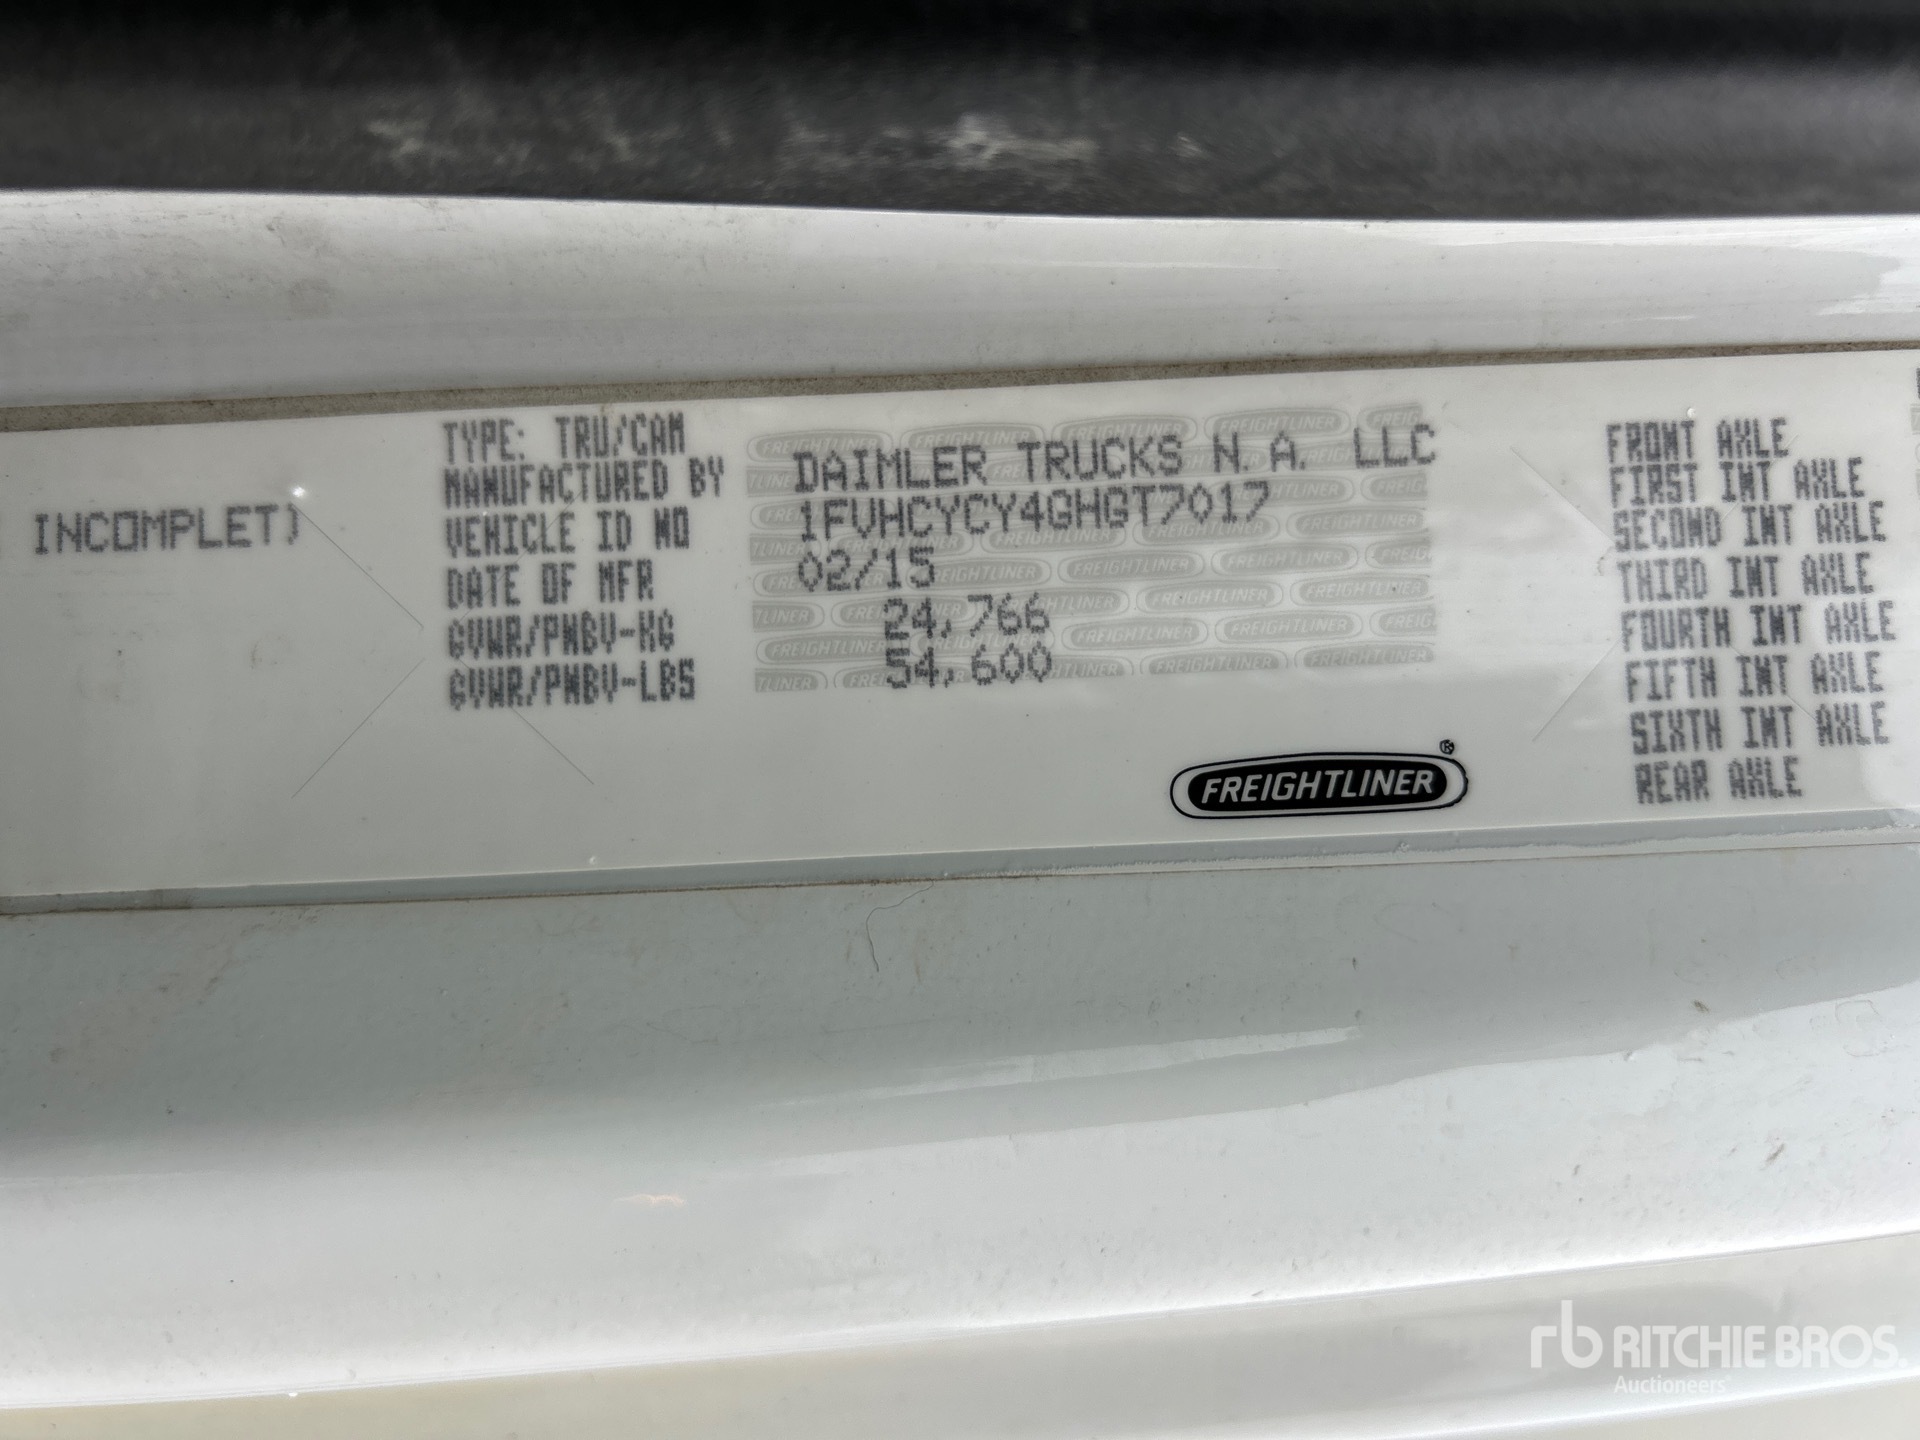 INCOMPLET)
TYPE: TRU/CAM
MANUFACTURED BY DAIMLER TRUCKS N.A. LLC
VEHICLE ID NO 1FVHCYCY4GHGT7017
DATE OF MFR 02/15
GVWR/PNBV-KG 24,766
GVWR/PNBV-LBS 54,600
FREIGHTLINER®
FRONT AXLE
FIRST INT AXLE
SECOND INT AXLE
THIRD INT AXLE
FOURTH INT AXLE
FIFTH INT AXLE
SIXTH INT AXLE
REAR AXLE
rb RITCHIE BROS.
Auctioneers